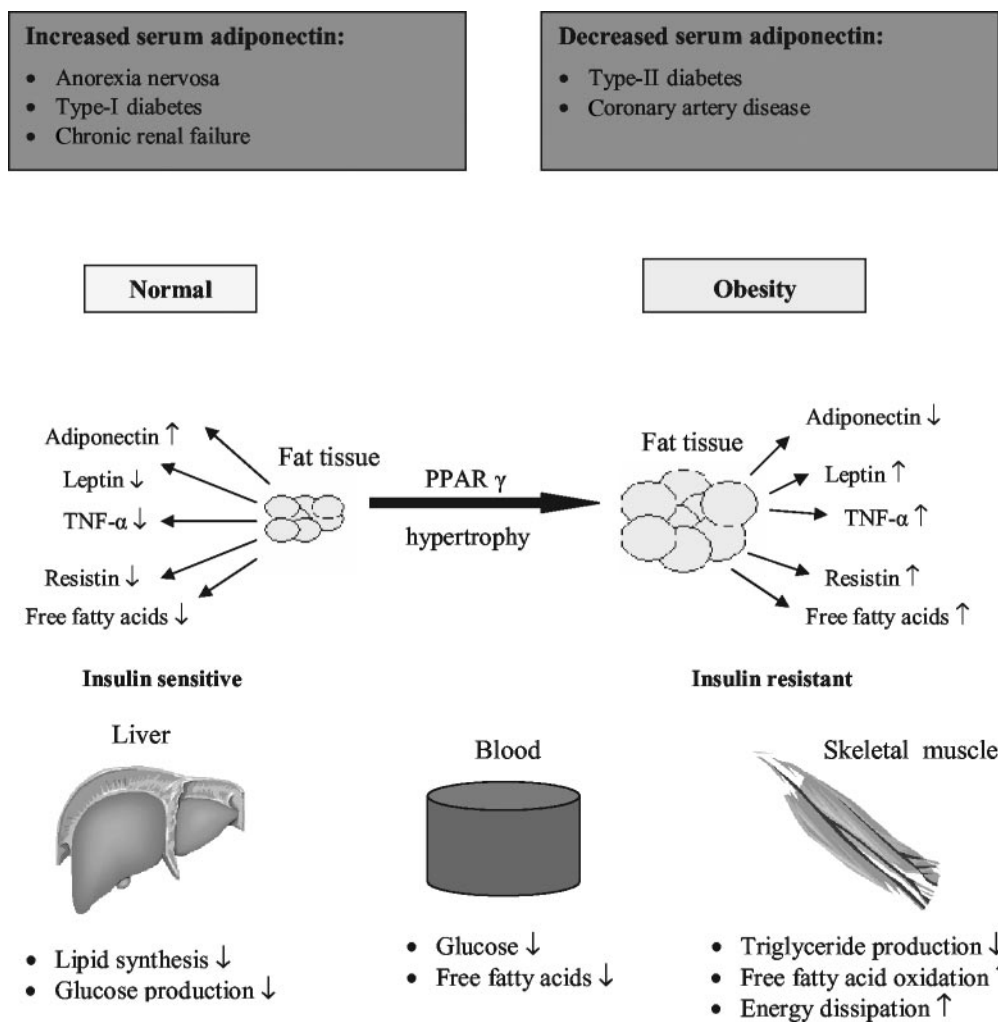 Increased serum adiponectin:
• Anorexia nervosa
• Type-I diabetes
• Chronic renal failure
Decreased serum adiponectin:
• Type-II diabetes
• Coronary artery disease
Normal
Obesity
Adiponectin ↑
Leptin ↓
TNF-α ↓
Resistin ↓
Free fatty acids ↓
Fat tissue
PPAR γ
hypertrophy
Fat tissue
Adiponectin ↓
Leptin ↑
TNF-α ↑
Resistin ↑
Free fatty acids ↑
Insulin sensitive
Insulin resistant
Liver
Blood
Skeletal muscle
• Lipid synthesis ↓
• Glucose production ↓
• Glucose ↓
• Free fatty acids ↓
• Triglyceride production ↓
• Free fatty acid oxidation ↑
• Energy dissipation ↑